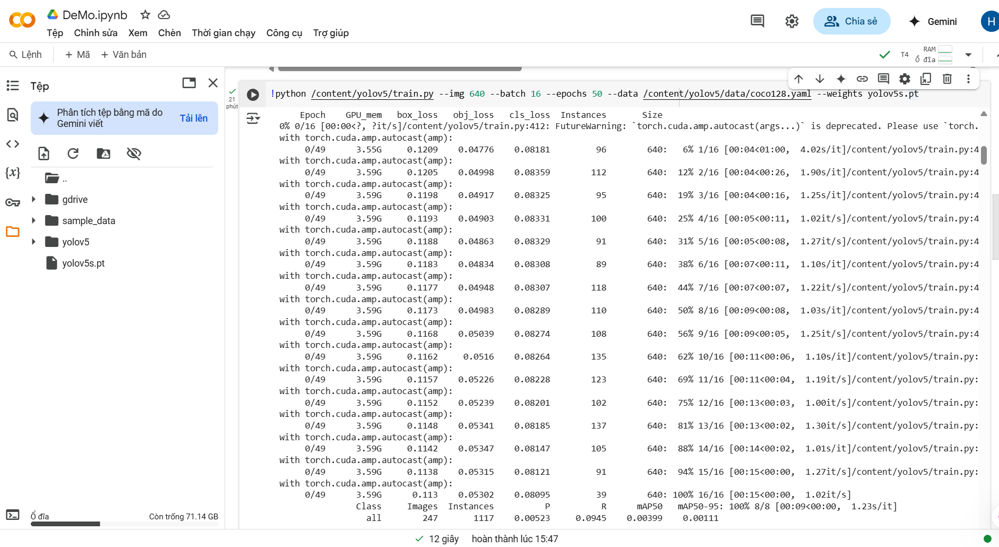 DeMo.ipynb
Tệp Chỉnh sửa Xem Chèn Thời gian chạy Công cụ Trợ giúp
Chia sẻ
Gemini
H
Lệnh + Mã + Văn bản
T4
RAM
Ổ đĩa
Tệp
Phân tích tệp bằng mã do
Gemini viết
Tải lên
..
gdrive
sample_data
yolov5
yolov5s.pt
Ổ đĩa
Còn trống 71.14 GB
21
phút
!python /content/yolov5/train.py --img 640 --batch 16 --epochs 50 --data /content/yolov5/data/coco128.yaml --weights yolov5s.pt
Epoch GPU_mem box_loss obj_loss cls_loss Instances Size
0% 0/16 [00:00<?, ?it/s]/content/yolov5/train.py:412: FutureWarning: `torch.cuda.amp.autocast(args...)` is deprecated. Please use `torch.
with torch.cuda.amp.autocast(amp):
0/49 3.55G 0.1209 0.04776 0.08181 96 640: 6% 1/16 [00:04<01:00, 4.02s/it]/content/yolov5/train.py:4
with torch.cuda.amp.autocast(amp):
0/49 3.59G 0.1205 0.04998 0.08359 112 640: 12% 2/16 [00:04<00:26, 1.90s/it]/content/yolov5/train.py:4
with torch.cuda.amp.autocast(amp):
0/49 3.59G 0.1198 0.04917 0.08325 95 640: 19% 3/16 [00:04<00:16, 1.25s/it]/content/yolov5/train.py:4
with torch.cuda.amp.autocast(amp):
0/49 3.59G 0.1193 0.04903 0.08331 100 640: 25% 4/16 [00:05<00:11, 1.02it/s]/content/yolov5/train.py:4
with torch.cuda.amp.autocast(amp):
0/49 3.59G 0.1188 0.04863 0.08329 91 640: 31% 5/16 [00:05<00:08, 1.27it/s]/content/yolov5/train.py:4
with torch.cuda.amp.autocast(amp):
0/49 3.59G 0.1183 0.04834 0.08308 89 640: 38% 6/16 [00:07<00:11, 1.10s/it]/content/yolov5/train.py:4
with torch.cuda.amp.autocast(amp):
0/49 3.59G 0.1177 0.04948 0.08307 118 640: 44% 7/16 [00:07<00:07, 1.22it/s]/content/yolov5/train.py:4
with torch.cuda.amp.autocast(amp):
0/49 3.59G 0.1173 0.04983 0.08289 110 640: 50% 8/16 [00:09<00:08, 1.03s/it]/content/yolov5/train.py:4
with torch.cuda.amp.autocast(amp):
0/49 3.59G 0.1168 0.05039 0.08274 108 640: 56% 9/16 [00:09<00:05, 1.25it/s]/content/yolov5/train.py:4
with torch.cuda.amp.autocast(amp):
0/49 3.59G 0.1162 0.0516 0.08264 135 640: 62% 10/16 [00:11<00:06, 1.10s/it]/content/yolov5/train.py:
with torch.cuda.amp.autocast(amp):
0/49 3.59G 0.1157 0.05226 0.08228 123 640: 69% 11/16 [00:11<00:04, 1.19it/s]/content/yolov5/train.py:
with torch.cuda.amp.autocast(amp):
0/49 3.59G 0.1152 0.05239 0.08201 102 640: 75% 12/16 [00:13<00:03, 1.00it/s]/content/yolov5/train.py:
with torch.cuda.amp.autocast(amp):
0/49 3.59G 0.1148 0.05341 0.08185 137 640: 81% 13/16 [00:13<00:02, 1.30it/s]/content/yolov5/train.py:
with torch.cuda.amp.autocast(amp):
0/49 3.59G 0.1142 0.05347 0.08147 105 640: 88% 14/16 [00:14<00:02, 1.01s/it]/content/yolov5/train.py:
with torch.cuda.amp.autocast(amp):
0/49 3.59G 0.1138 0.05315 0.08121 91 640: 94% 15/16 [00:15<00:00, 1.27it/s]/content/yolov5/train.py:
with torch.cuda.amp.autocast(amp):
0/49 3.59G 0.113 0.05302 0.08095 39 640: 100% 16/16 [00:15<00:00, 1.02it/s]
Class Images Instances P R mAP50 mAP50-95: 100% 8/8 [00:09<00:00, 1.23s/it]
all 247 1117 0.00523 0.0945 0.00399 0.00111
12 giây hoàn thành lúc 15:47